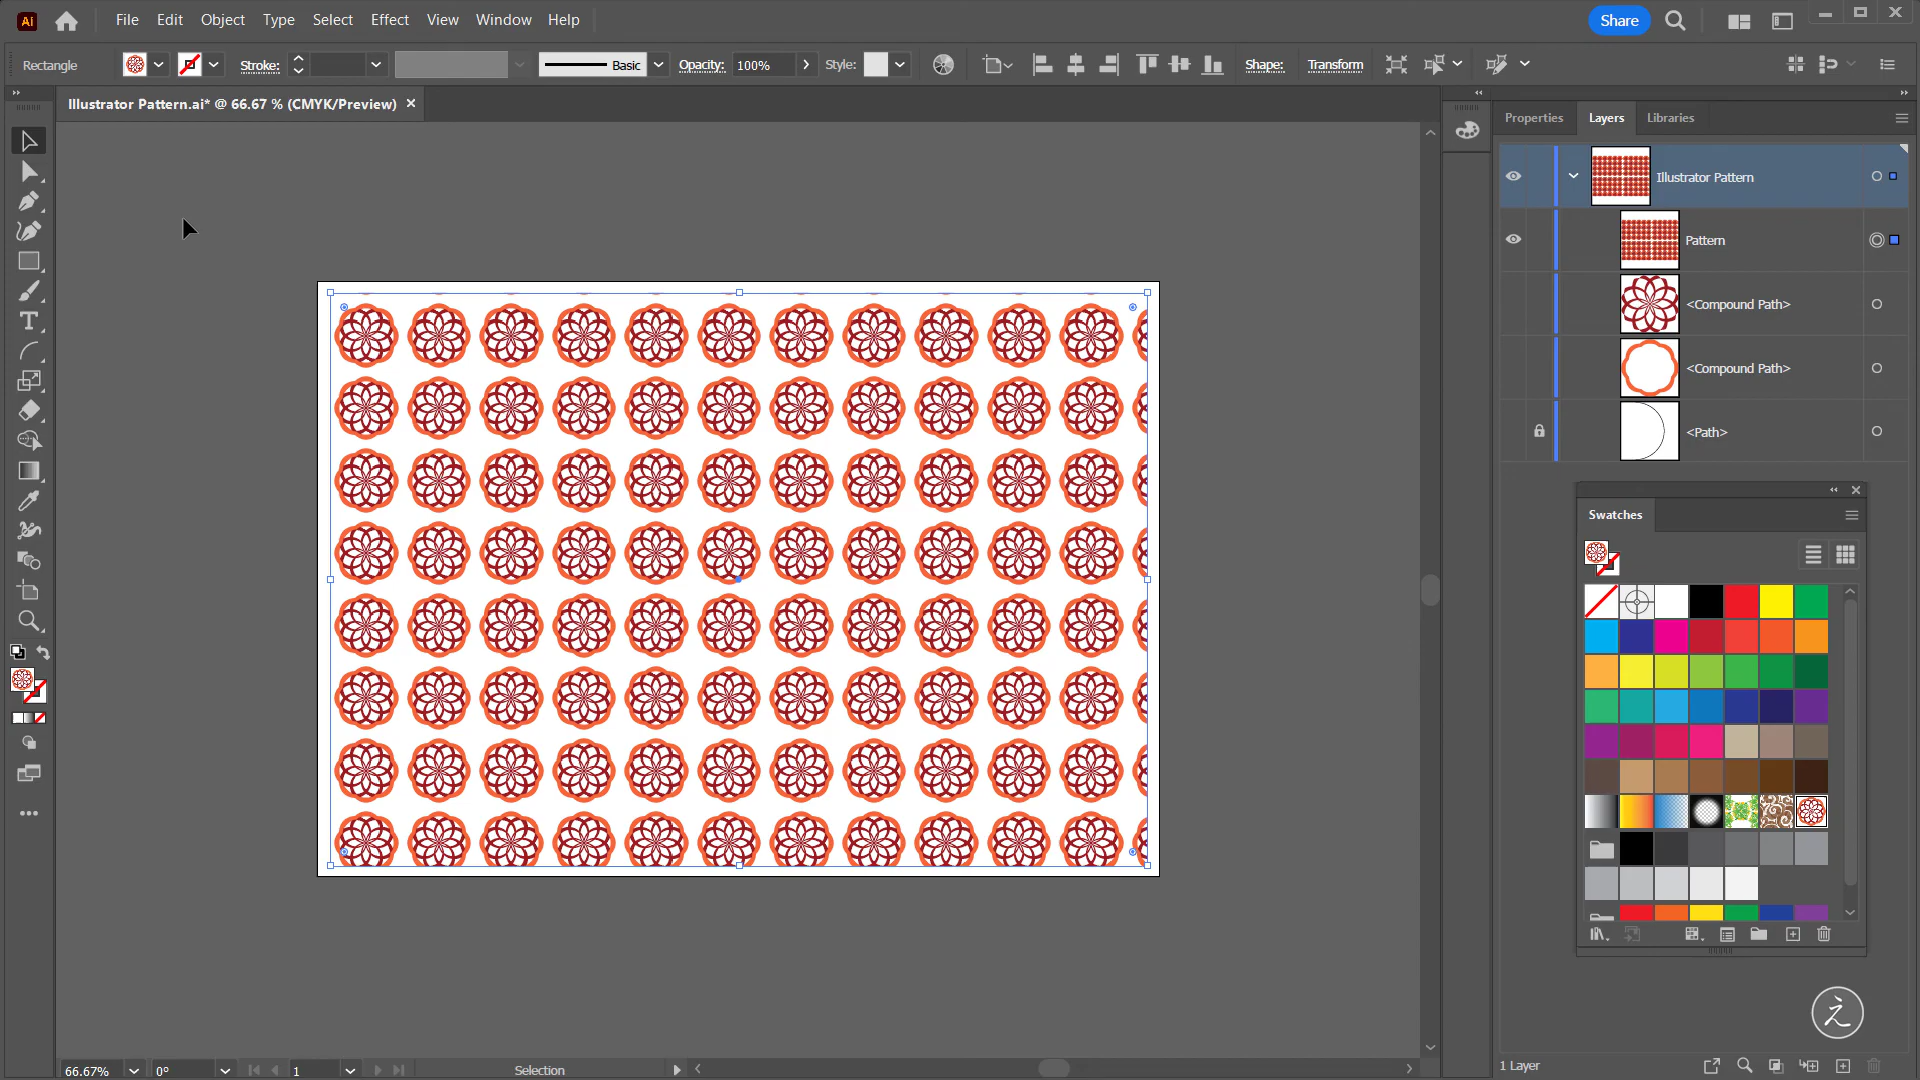 Ai File Edit Object Type Select Effect View Window Help Share
Rectangle Stroke: Basic Opacity: 100% Style: Shape: Transform
Illustrator Pattern.ai* @ 66.67 % (CMYK/Preview)
Properties Layers Libraries
Illustrator Pattern
Pattern
<Compound Path>
<Compound Path>
<Path>
Swatches
之
1 Layer
66.67% 0° 1 Selection